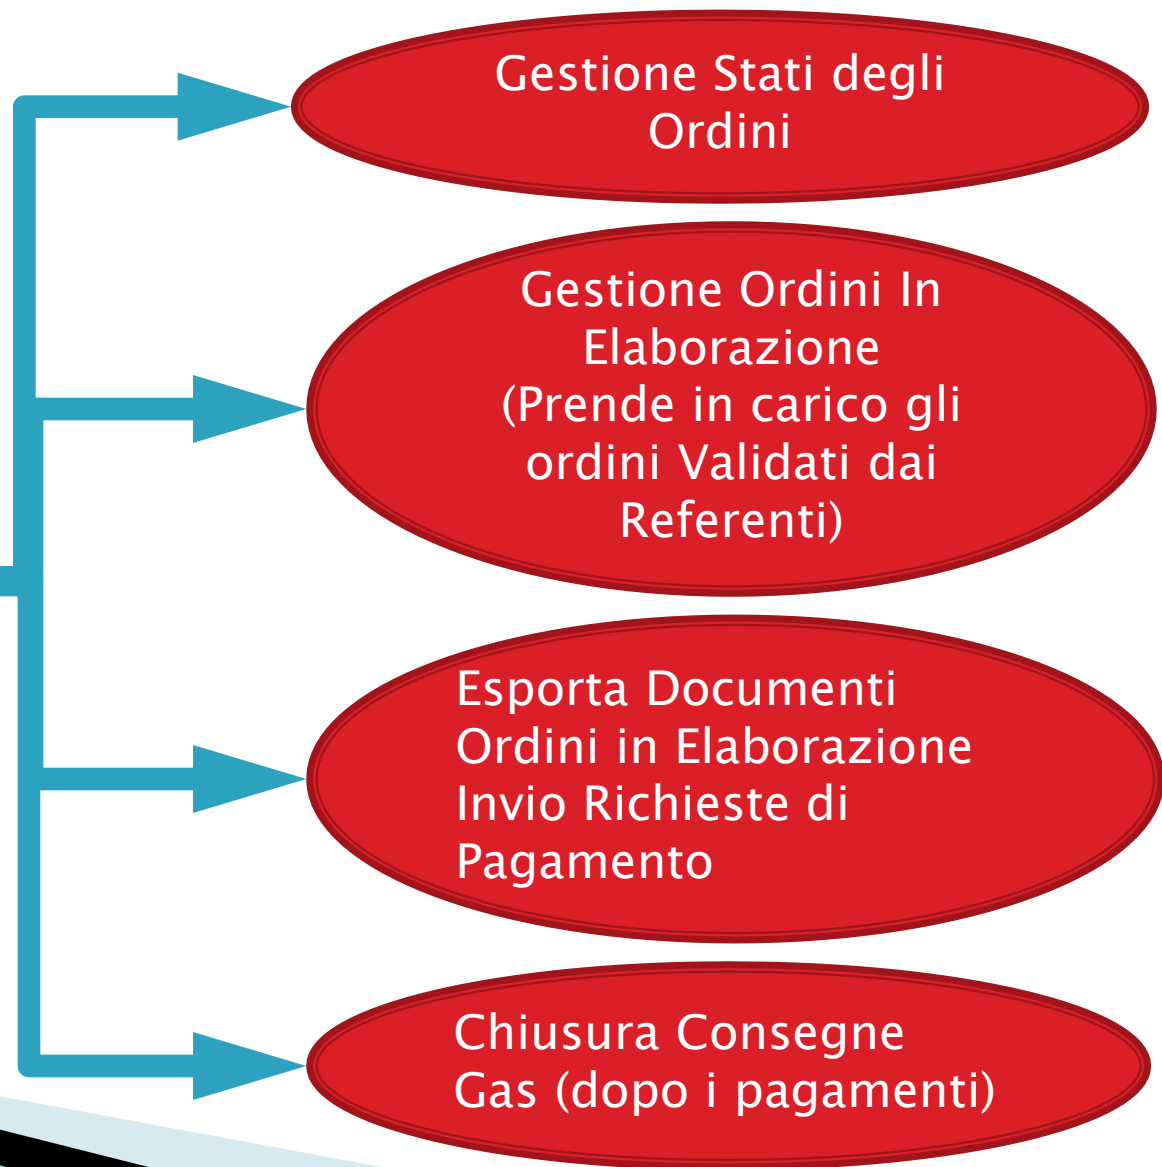 Gestione Stati degli
Ordini
Gestione Ordini In
Elaborazione
(Prende in carico gli
ordini Validati dai
Referenti)
Esporta Documenti
Ordini in Elaborazione
Invio Richieste di
Pagamento
Chiusura Consegne
Gas (dopo i pagamenti)